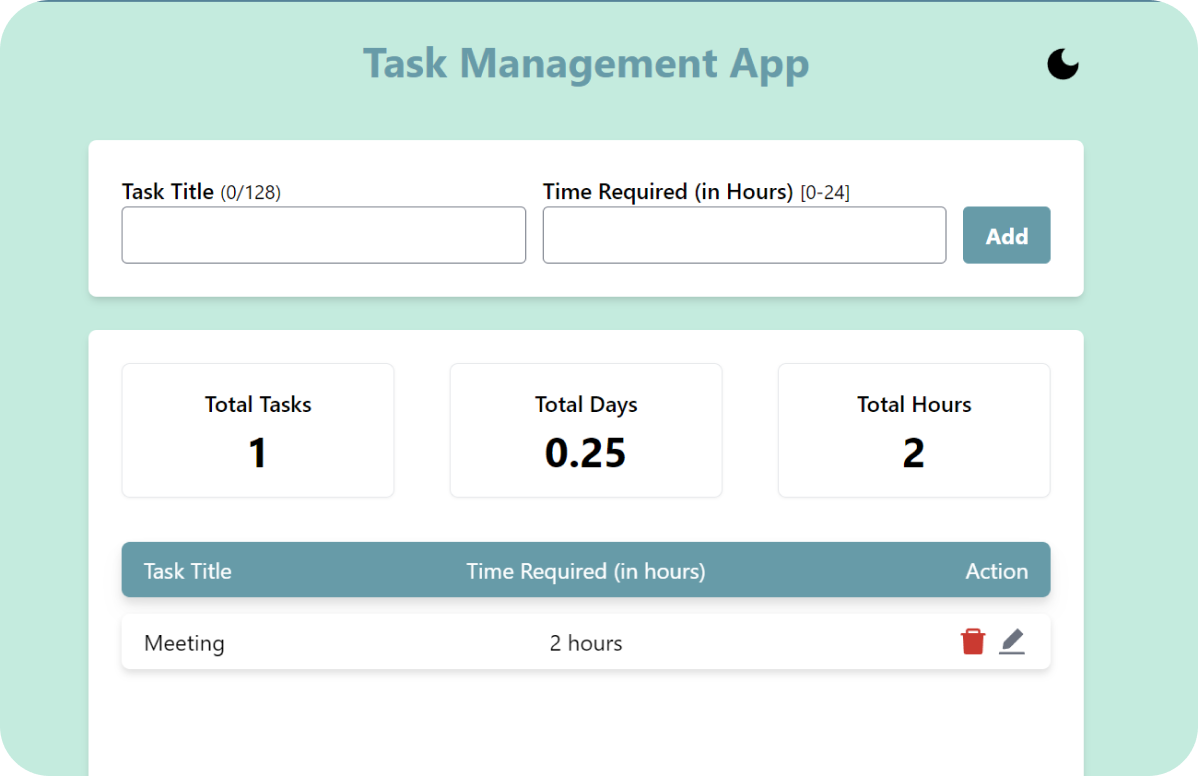 Task Management App
Task Title (0/128)
Time Required (in Hours) [0-24]
Add
Total Tasks
1
Total Days
0.25
Total Hours
2
Task Title
Time Required (in hours)
Action
Meeting
2 hours